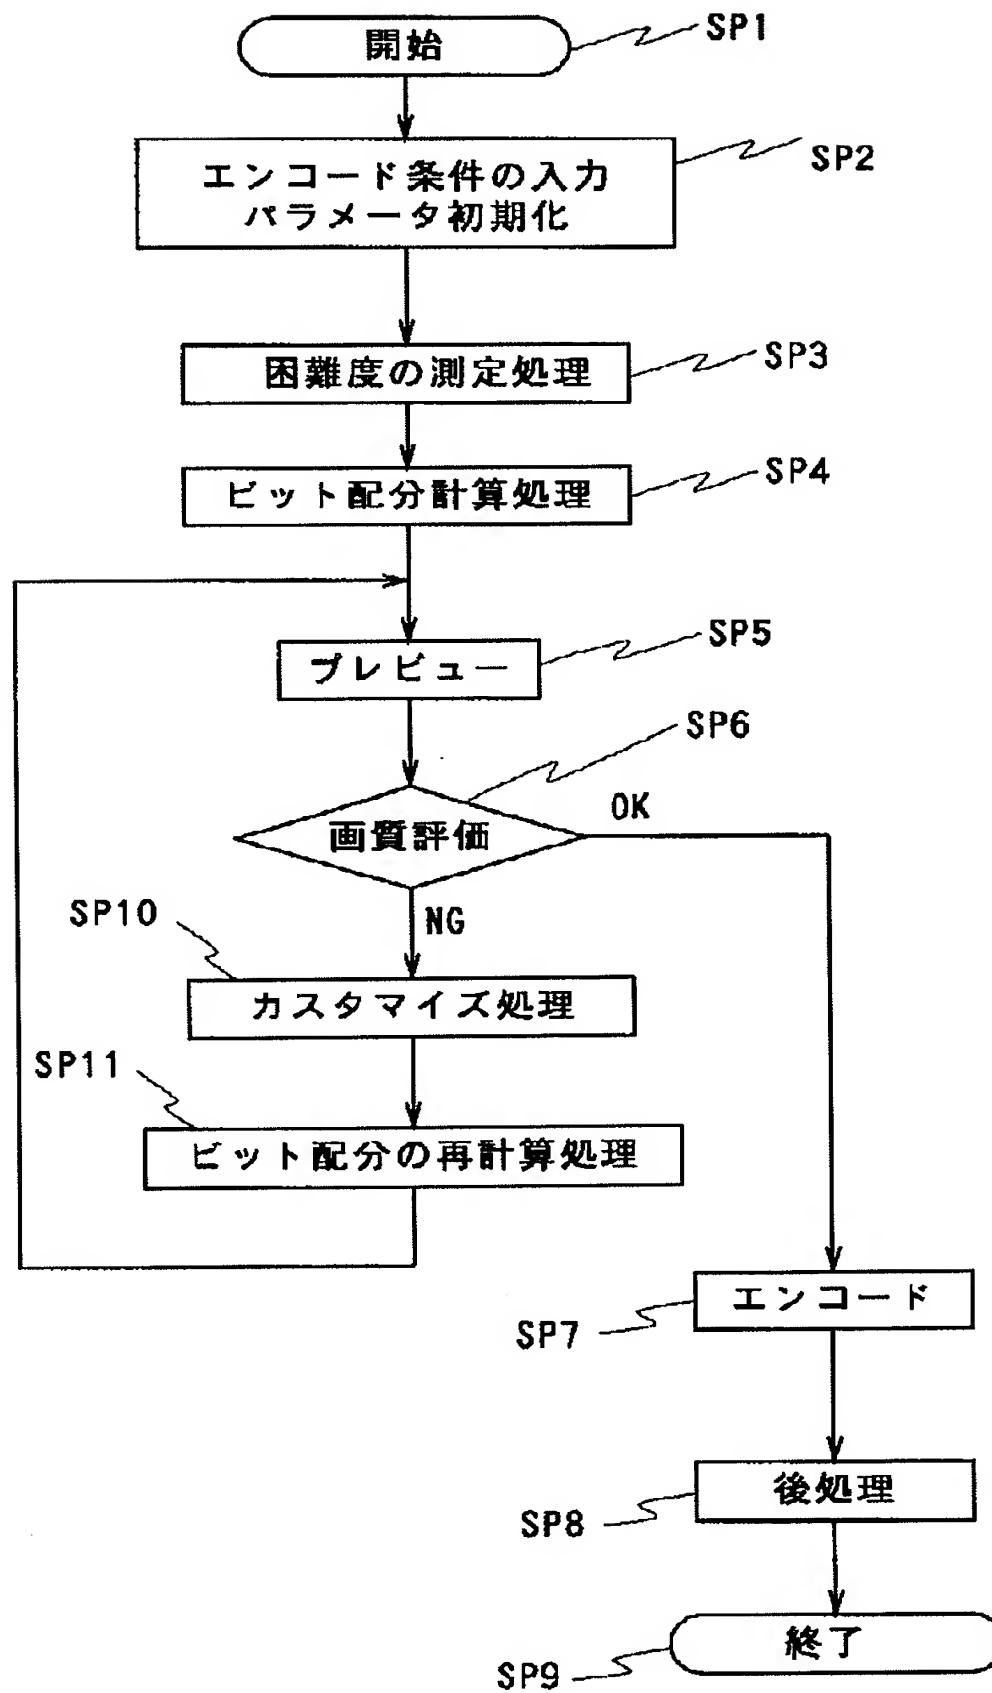 開始
SP1
エンコード条件の入力
パラメータ初期化
SP2
困難度の測定処理
SP3
ビット配分計算処理
SP4
プレビュー
SP5
SP6
画質評価
OK
NG
SP10
カスタマイズ処理
SP11
ビット配分の再計算処理
エンコード
SP7
後処理
SP8
終了
SP9